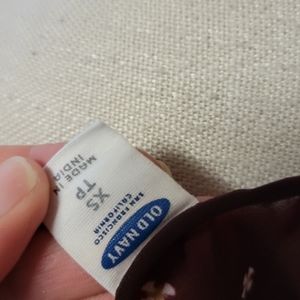 OLD NAVY
SAN FRANCISCO
CALIFORNIA
XS
TP
MADE IN
INDIA